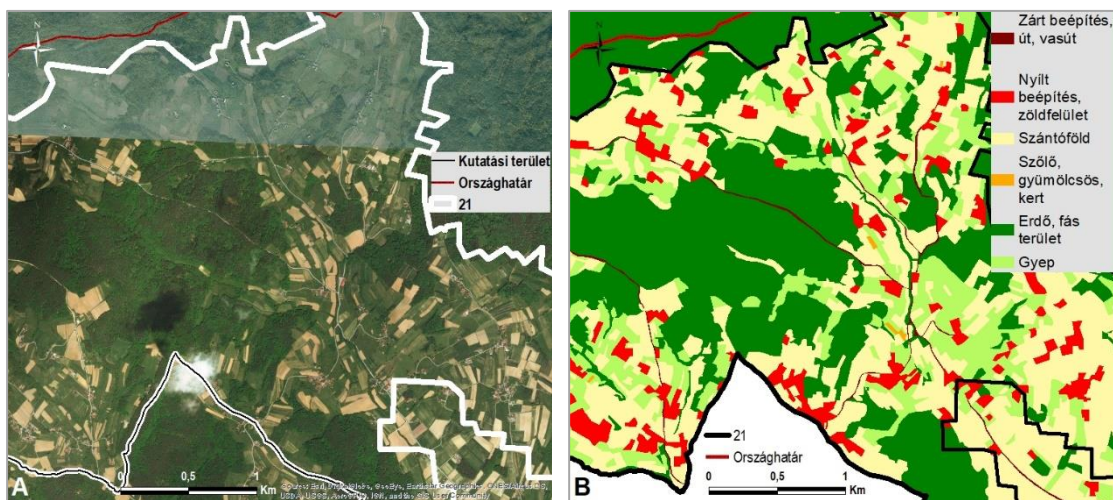 Kutatási terület
Országhatár
21
A
0
0,5
1
Km
Zárt beépítés,
út, vasút
Nyílt
beépítés,
zöldfelület
Szántóföld
Szőlő,
gyümölcsös,
kert
Erdő, fás
terület
Gyep
21
Országhatár
0
0,5
1
Km
B